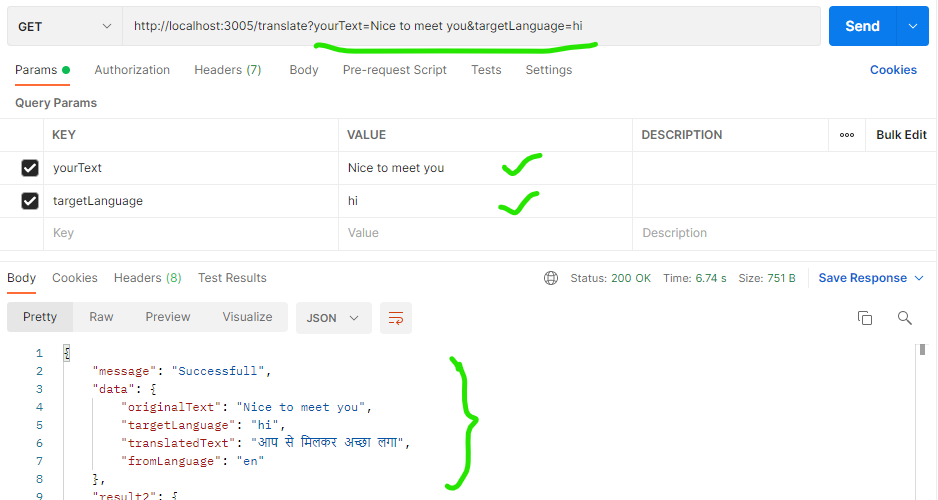 GET http://localhost:3005/translate?yourText=Nice to meet you&targetLanguage=hi Send
Params Authorization Headers (7) Body Pre-request Script Tests Settings Cookies
Query Params
KEY VALUE DESCRIPTION ooo Bulk Edit
yourText Nice to meet you
targetLanguage hi
Key Value Description
Body Cookies Headers (8) Test Results Status: 200 OK Time: 6.74 s Size: 751 B Save Response
Pretty Raw Preview Visualize JSON
1 {
2 "message": "Successfull",
3 "data": {
4 "originalText": "Nice to meet you",
5 "targetLanguage": "hi",
6 "translatedText": "आप से मिलकर अच्छा लगा",
7 "fromLanguage": "en"
8 },
9 "result2": {